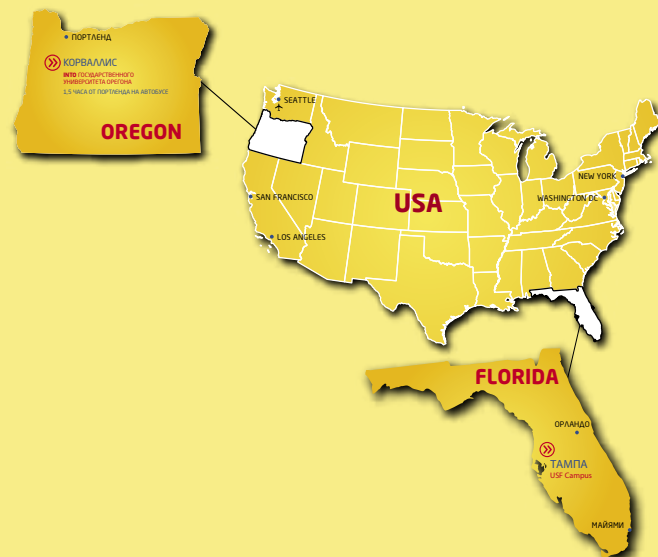 ПОРТЛЕНД
КОРВАЛЛИС
INTO ГОСУДАРСТВЕННОГО
УНИВЕРСИТЕТА ОРЕГОНА
1,5 ЧАСА ОТ ПОРТЛЕНДА НА АВТОБУСЕ
OREGON
SEATTLE
NEW YORK
WASHINGTON DC
SAN FRANCISCO
USA
LOS ANGELES
FLORIDA
ОРЛАНДО
ТАМПА
USF Campus
МАЙЯМИ